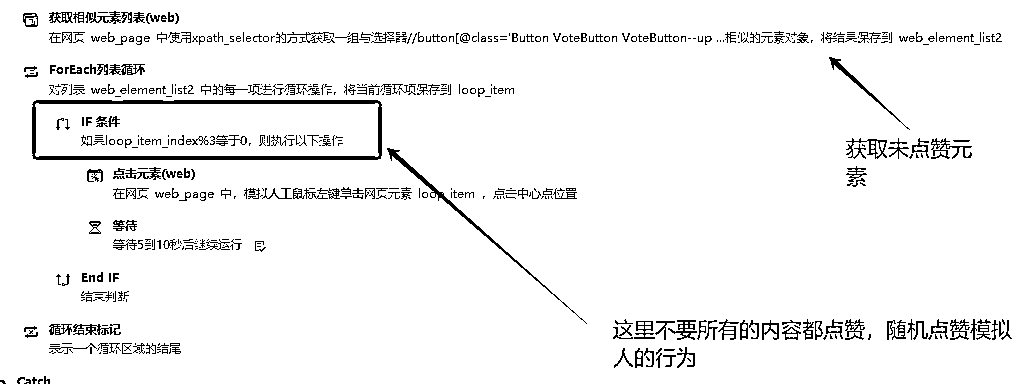 获取相似元素列表(web)
在网页 web_page 中使用xpath_selector的方式获取一组与选择器//button[@class='Button VoteButton VoteButton--up ...相似的元素对象，将结果保存到 web_element_list2
ForEach列表循环
对列表 web_element_list2 中的每一项进行循环操作，将当前循环项保存到 loop_item
IF 条件
如果loop_item_index%3等于0，则执行以下操作
获取未点赞元
素
点击元素(web)
在网页 web_page 中，模拟人工鼠标左键单击网页元素 loop_item ，点击中心点位置
等待
等待5到10秒后继续运行
End IF
结束判断
循环结束标记
表示一个循环区域的结尾
这里不要所有的内容都点赞，随机点赞模拟
人的行为
Catch